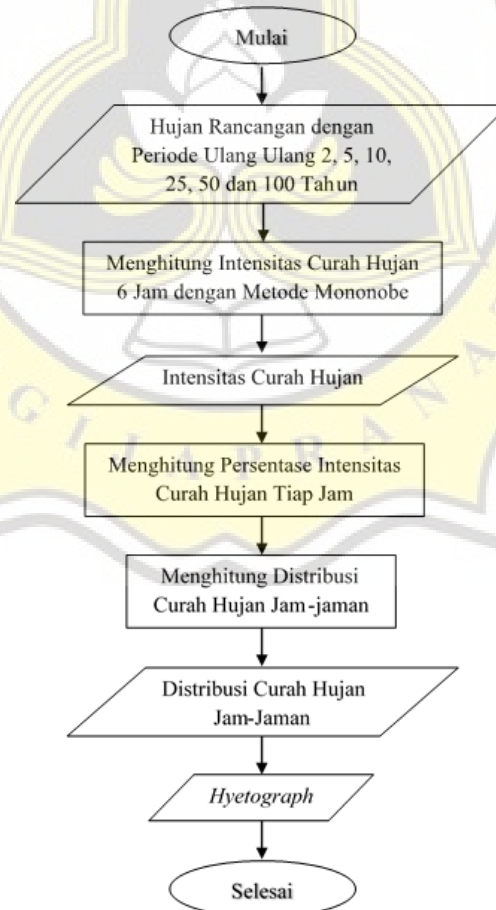 Mulai
Hujan Rancangan dengan
Periode Ulang Ulang 2, 5, 10,
25, 50 dan 100 Tahun
Menghitung Intensitas Curah Hujan
6 Jam dengan Metode Mononobe
Intensitas Curah Hujan
G I J A P R A N A
Menghitung Persentase Intensitas
Curah Hujan Tiap Jam
Menghitung Distribusi
Curah Hujan Jam-jaman
Distribusi Curah Hujan
Jam-Jaman
Hyetograph
Selesai